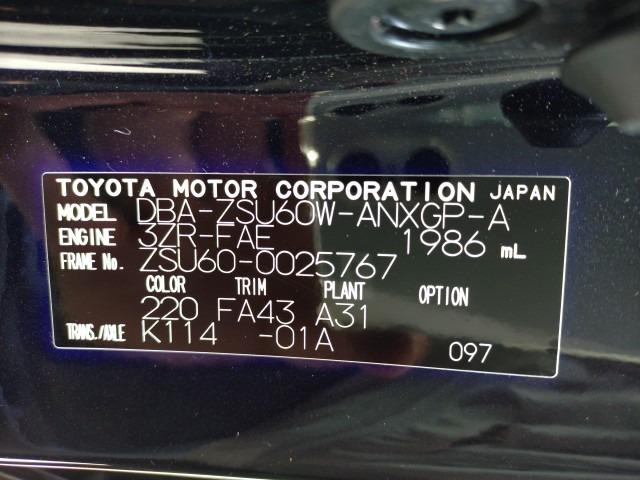 TOYOTA MOTOR CORPORATION JAPAN
MODEL DBA-ZSU60W-ANXGP-A
ENGINE 3ZR-FAE 1986 mL
FRAME No. ZSU60-0025767
COLOR TRIM PLANT OPTION
220 FA43 A31
TRANS./AXLE K114 -01A 097